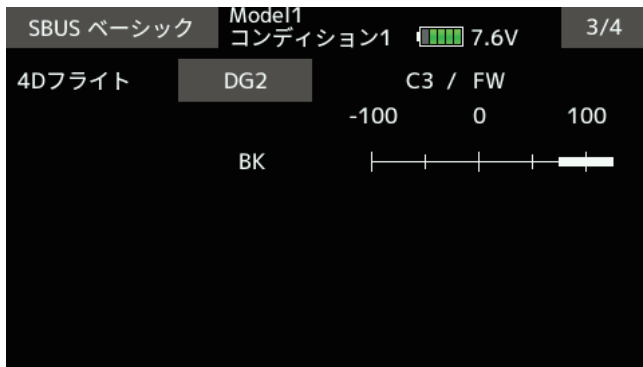 SBUS ベーシック
Model1
コンディション1
7.6V
3/4
4Dフライト DG2 C3 / FW
-100 0 100
BK